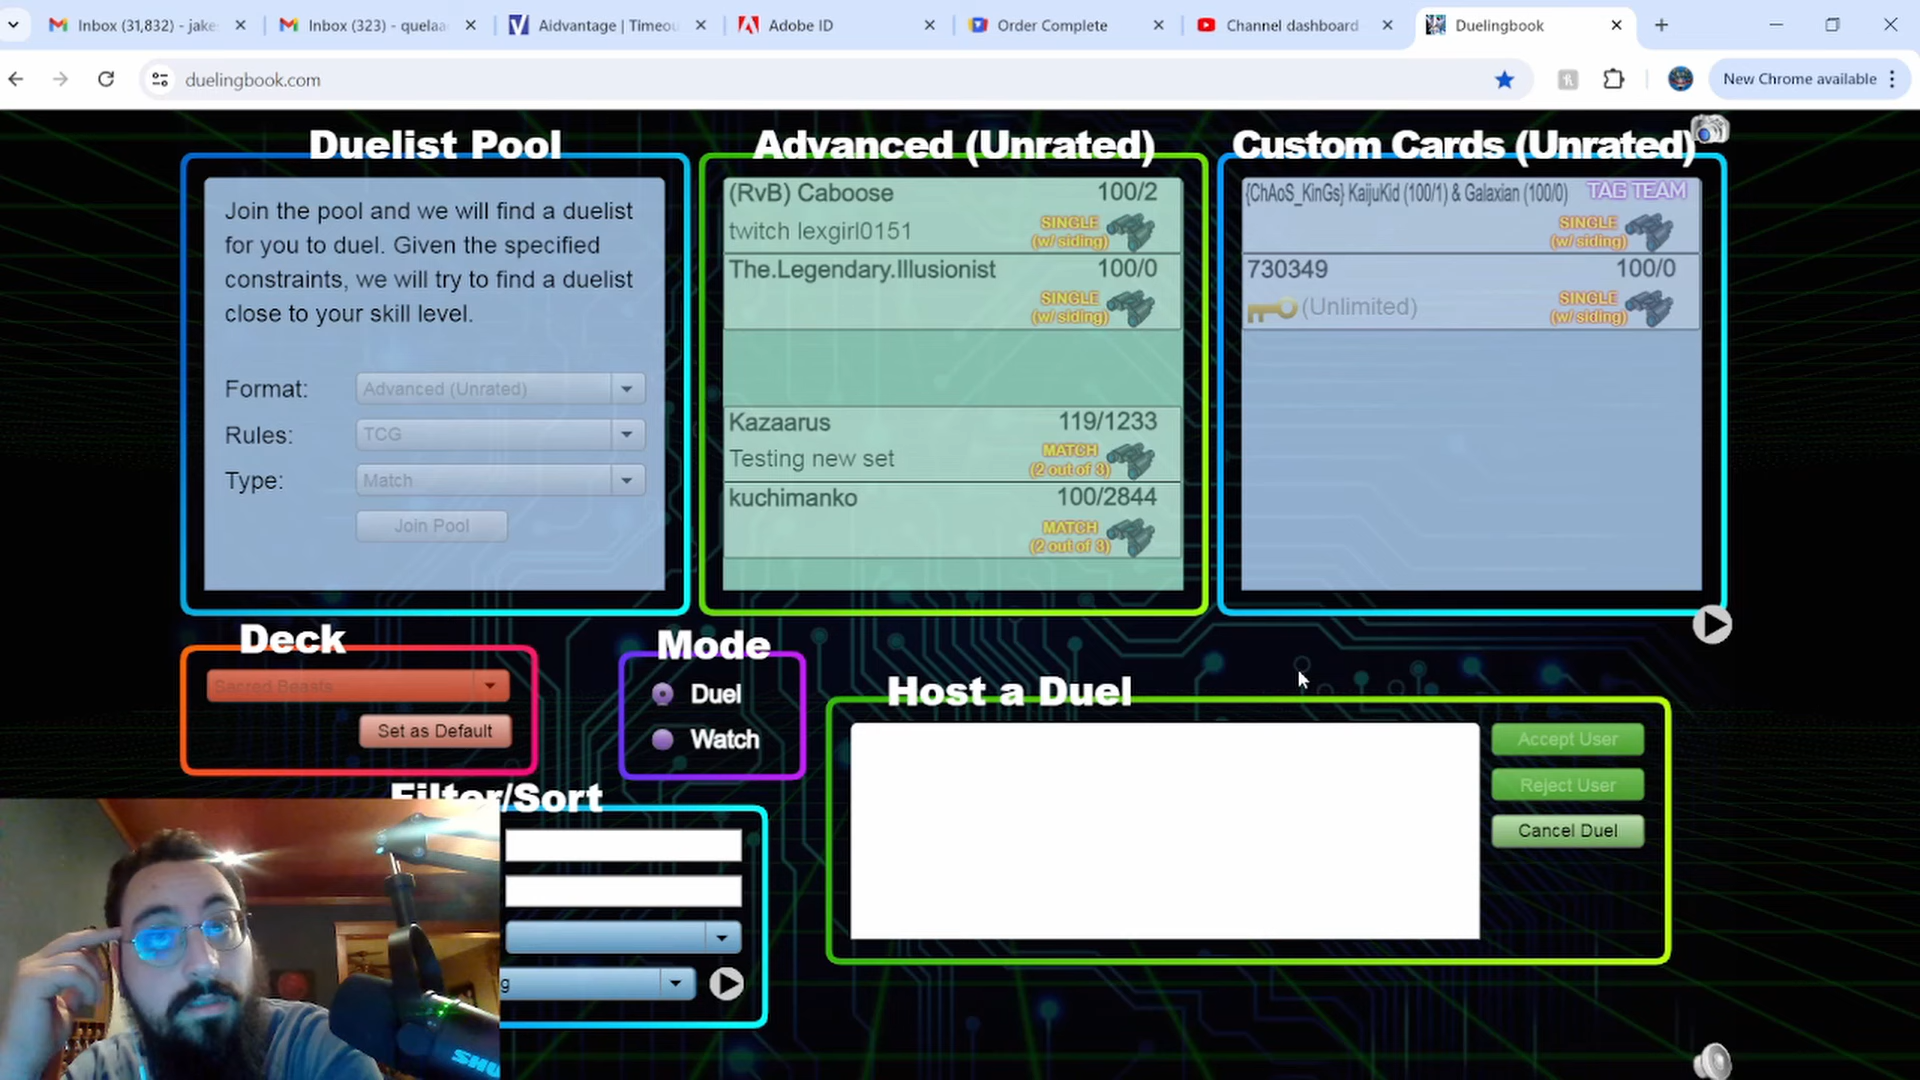 Inbox (31,832) - jake
Inbox (323) - quelaa
Aidvantage | Timeou
Adobe ID
Order Complete
Channel dashboard
Duelingbook
duelingbook.com
New Chrome available
Duelist Pool
Join the pool and we will find a duelist
for you to duel. Given the specified
constraints, we will try to find a duelist
close to your skill level.
Format: Advanced (Unrated)
Rules: TCG
Type: Match
Join Pool
Advanced (Unrated)
(RvB) Caboose 100/2
twitch lexgirl0151 SINGLE
(w/ siding)
The.Legendary.Illusionist 100/0
SINGLE
(w/ siding)
Kazaarus 119/1233
Testing new set MATCH
(2 out of 3)
kuchimanko 100/2844
MATCH
(2 out of 3)
Custom Cards (Unrated)
{ChAoS_KinGs} KaijuKid (100/1) & Galaxian (100/0) TAG TEAM
SINGLE
(w/ siding)
730349 100/0
(Unlimited) SINGLE
(w/ siding)
Deck
Sacred Beasts
Set as Default
Mode
Duel
Watch
Filter/Sort
g
Host a Duel
Accept User
Reject User
Cancel Duel
SHU